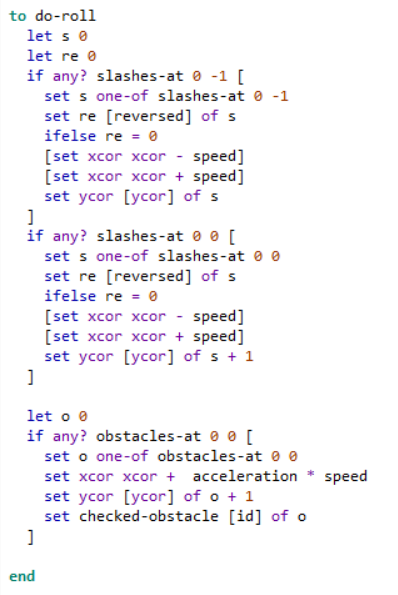 to do-roll
  let s 0
  let re 0
  if any? slashes-at 0 -1 [
    set s one-of slashes-at 0 -1
    set re [reversed] of s
    ifelse re = 0
    [set xcor xcor - speed]
    [set xcor xcor + speed]
    set ycor [ycor] of s
  ]
  if any? slashes-at 0 0 [
    set s one-of slashes-at 0 0
    set re [reversed] of s
    ifelse re = 0
    [set xcor xcor - speed]
    [set xcor xcor + speed]
    set ycor [ycor] of s + 1
  ]

  let o 0
  if any? obstacles-at 0 0 [
    set o one-of obstacles-at 0 0
    set xcor xcor +  acceleration * speed
    set ycor [ycor] of o + 1
    set checked-obstacle [id] of o
  ]

end